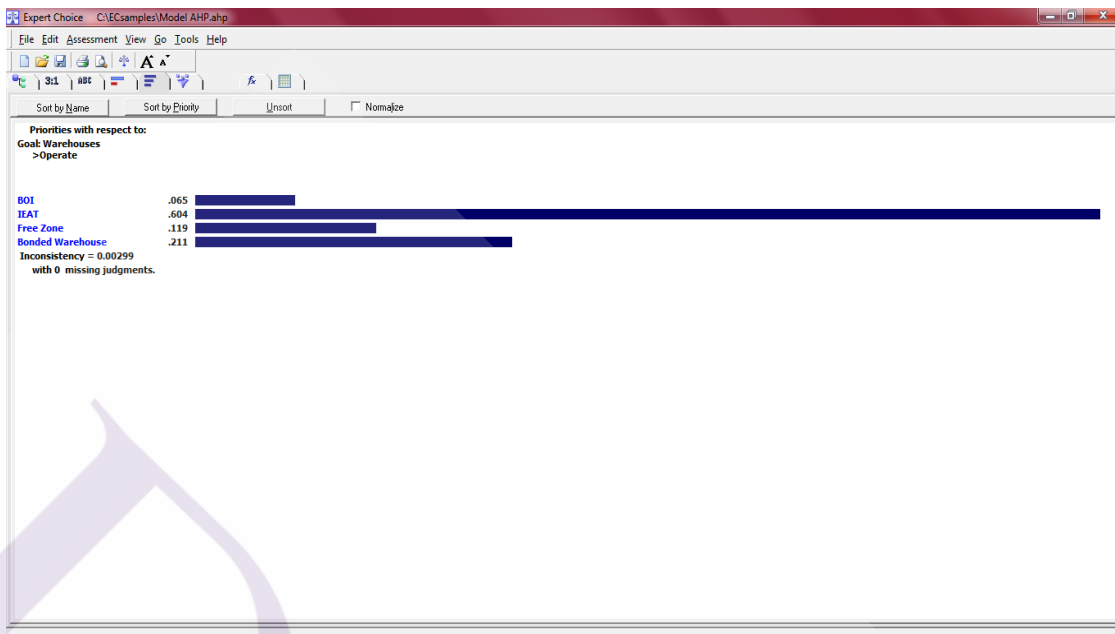 Expert Choice C:\ECsamples\Model AHP.ahp
File Edit Assessment View Go Tools Help
A A
3:1 ABC fx
Sort by Name Sort by Priority Unsort Normalize
Priorities with respect to:
Goal: Warehouses
>Operate
BOI .065
IEAT .604
Free Zone .119
Bonded Warehouse .211
Inconsistency = 0.00299
with 0 missing judgments.